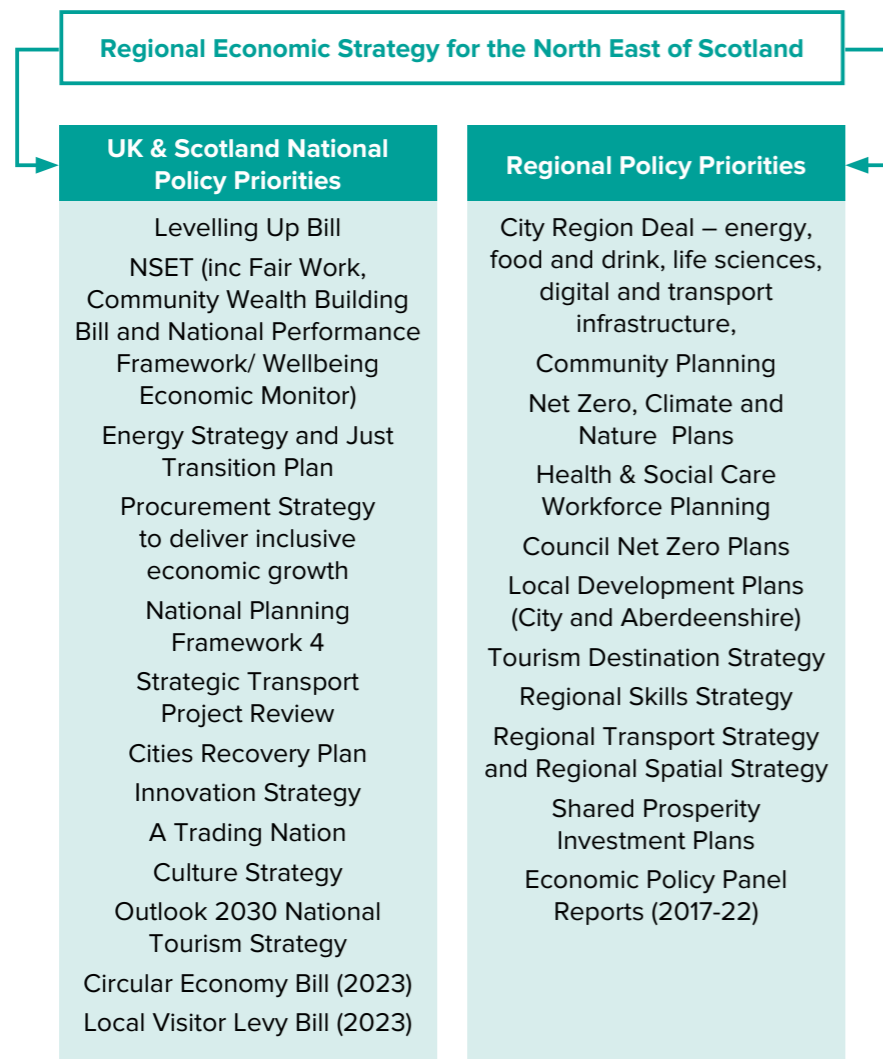 Regional Economic Strategy for the North East of Scotland
UK & Scotland National
Policy Priorities
Levelling Up Bill
NSET (inc Fair Work,
Community Wealth Building
Bill and National Performance
Framework/ Wellbeing
Economic Monitor)
Energy Strategy and Just
Transition Plan
Procurement Strategy
to deliver inclusive
economic growth
National Planning
Framework 4
Strategic Transport
Project Review
Cities Recovery Plan
Innovation Strategy
A Trading Nation
Culture Strategy
Outlook 2030 National
Tourism Strategy
Circular Economy Bill (2023)
Local Visitor Levy Bill (2023)
Regional Policy Priorities
City Region Deal – energy,
food and drink, life sciences,
digital and transport
infrastructure,
Community Planning
Net Zero, Climate and
Nature Plans
Health & Social Care
Workforce Planning
Council Net Zero Plans
Local Development Plans
(City and Aberdeenshire)
Tourism Destination Strategy
Regional Skills Strategy
Regional Transport Strategy
and Regional Spatial Strategy
Shared Prosperity
Investment Plans
Economic Policy Panel
Reports (2017-22)